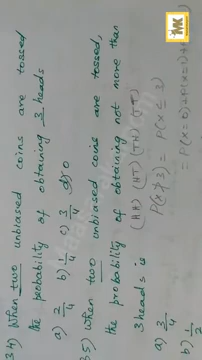 34) When two unbiased coins are tossed
the probability of obtaining 3 heads
a) 2/4 b) 1/4 c) 3/4 d) 0
35) When two unbiased coins are tossed,
the probability of obtaining not more than
3 heads is (HH) (HT) (TH) (TT)
P(X≯3) = P(X ≤ 3)
= P(X=0)+P(X=1)+
a) 3/4
b) 1/2
MK